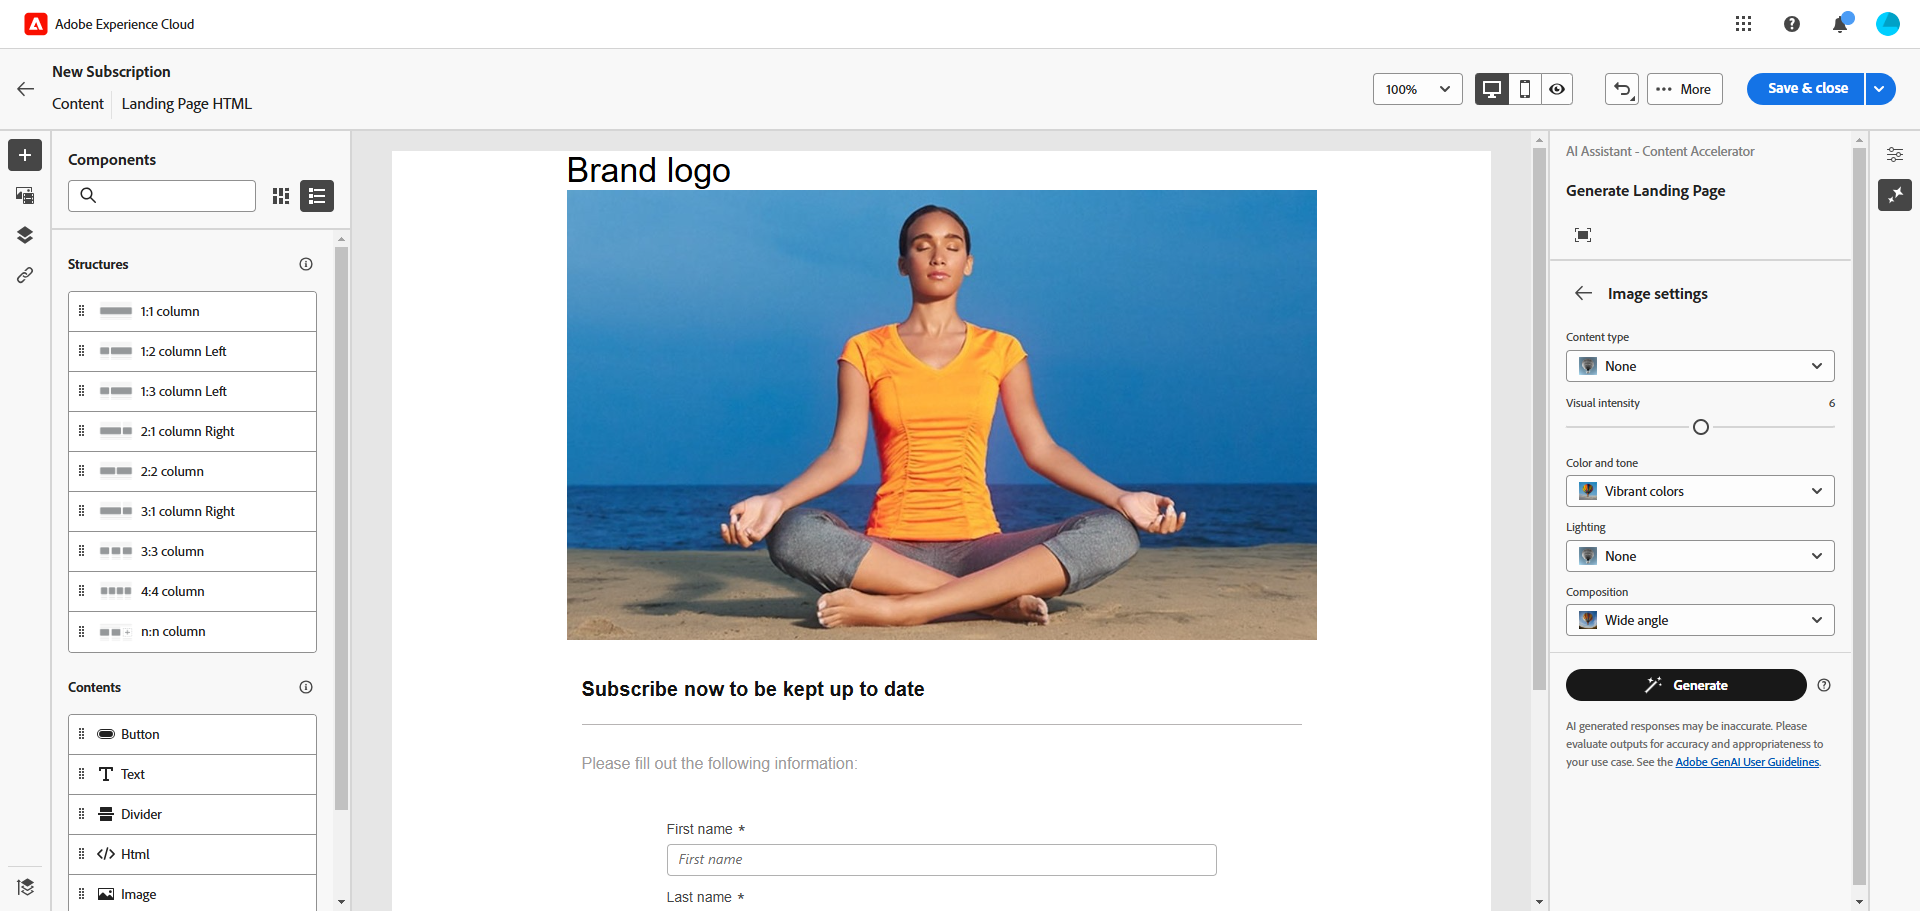 Adobe Experience Cloud
New Subscription
Content
Landing Page HTML
100%
More
Save & close
Components
Structures
1:1 column
1:2 column Left
1:3 column Left
2:1 column Right
2:2 column
3:1 column Right
3:3 column
4:4 column
n:n column
Contents
Button
Text
Divider
Html
Image
Brand logo
Subscribe now to be kept up to date
Please fill out the following information:
First name *
First name
Last name *
AI Assistant - Content Accelerator
Generate Landing Page
Image settings
Content type
None
Visual intensity 6
Color and tone
Vibrant colors
Lighting
None
Composition
Wide angle
Generate
AI generated responses may be inaccurate. Please
evaluate outputs for accuracy and appropriateness to
your use case. See the Adobe GenAI User Guidelines.